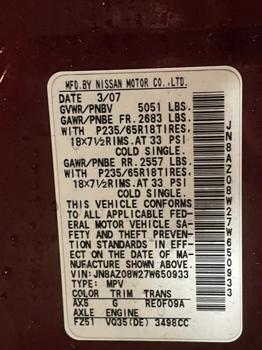 MFD.BY NISSAN MOTOR CO.,LTD.
DATE 3/07
GVWR/PNBV 5051 LBS.
GAWR/PNBE FR. 2683 LBS.
WITH P235/65R18TIRES,
18X7½RIMS.AT 33 PSI
COLD SINGLE.
GAWR/PNBE RR. 2557 LBS.
WITH P235/65R18TIRES,
18X7½RIMS.AT 33 PSI
COLD SINGLE.
THIS VEHICLE CONFORMS
TO ALL APPLICABLE FED-
ERAL MOTOR VEHICLE SA-
FETY AND THEFT PREVEN-
TION STANDARDS IN EFF-
ECT ON THE DATE OF MA-
NUFACTURE SHOWN ABOVE.
VIN:JN8AZ08W27W650933
TYPE: MPV
COLOR TRIM TRANS
AX5 G RE0F09A
AXLE ENGINE
FZ51 VQ35(DE) 3498CC
JN8AZ08W27W650933